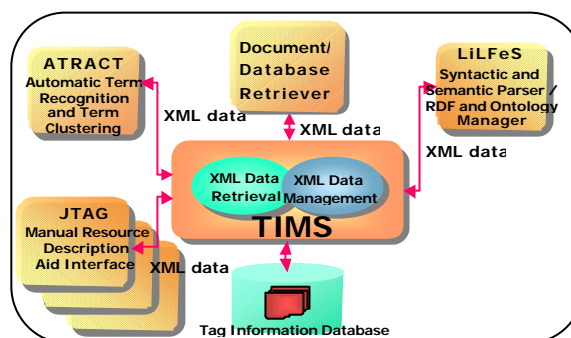 ATRACT
Automatic Term
Recognition
and Term
Clustering
Document/
Database
Retriever
LiLFeS
Syntactic and
Semantic Parser /
RDF and Ontology
Manager
XML data
XML data
XML data
XML Data
Retrieval
XML Data
Management
TIMS
JTAG
Manual Resource
Description
Aid Interface
XML data
Tag Information Database